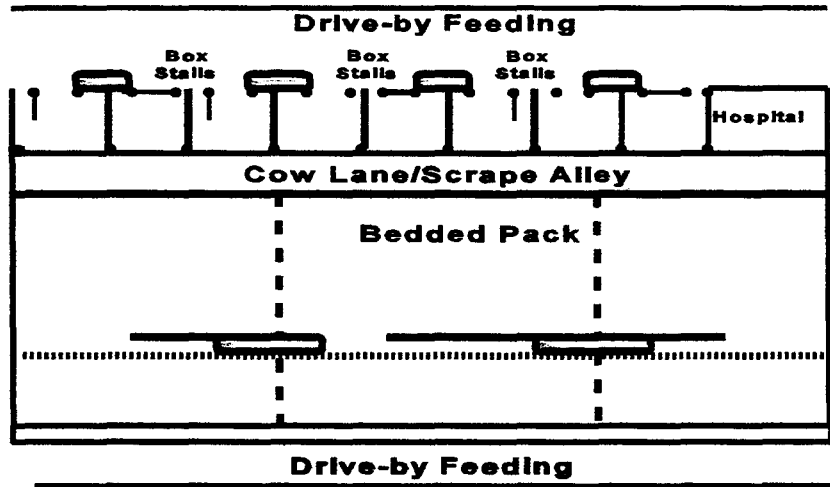 Drive-by Feeding
Box
Stalls
Box
Stalls
Box
Stalls
Hospital
Cow Lane/Scrape Alley
Bedded Pack
Drive-by Feeding